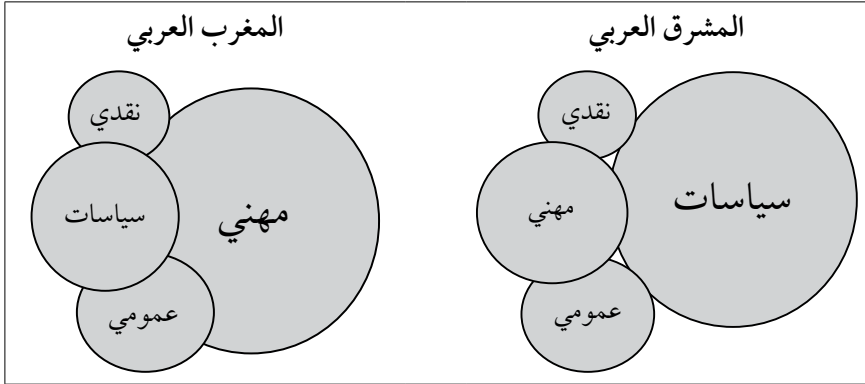 المشرق العربي
نقدي
سياسات
مهني
عمومي
المغرب العربي
نقدي
مهني
سياسات
عمومي